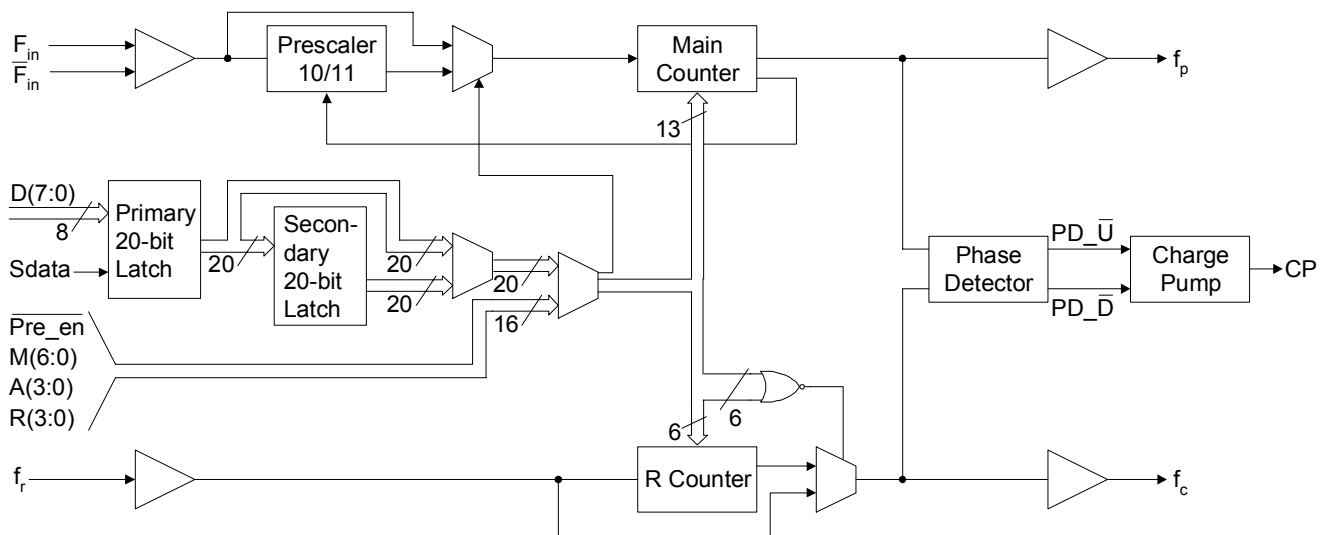 F_in
F̅_in
Prescaler
10/11
Main
Counter
f_p
13
D(7:0)
8
Sdata
Primary
20-bit
Latch
20
Secon-
dary
20-bit
Latch
20
20
20
16
Pre_en
M(6:0)
A(3:0)
R(3:0)
Phase
Detector
PD_U̅
PD_D̅
Charge
Pump
CP
6
6
f_r
R Counter
f_c